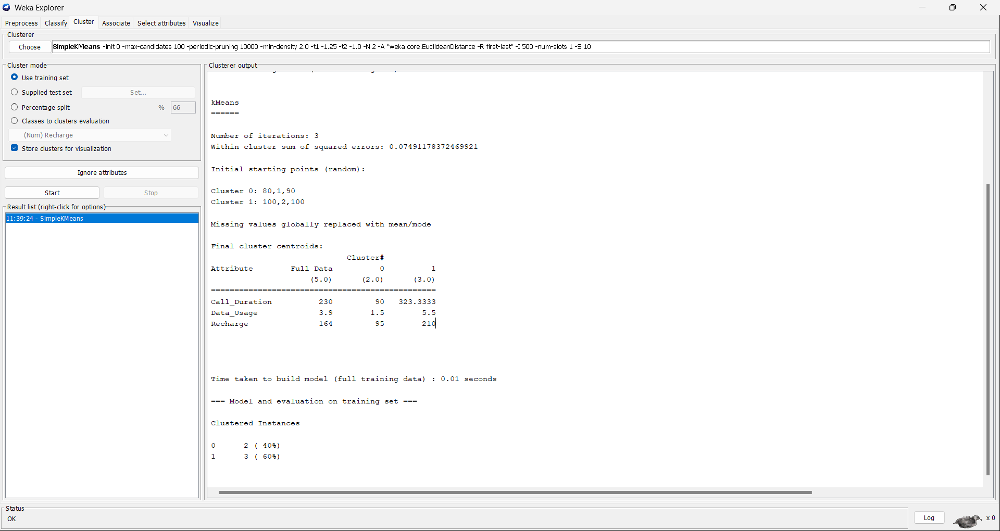 Weka Explorer
Preprocess Classify Cluster Associate Select attributes Visualize
Clusterer
Choose SimpleKMeans -init 0 -max-candidates 100 -periodic-pruning 10000 -min-density 2.0 -t1 -1.25 -t2 -1.0 -N 2 -A "weka.core.EuclideanDistance -R first-last" -I 500 -num-slots 1 -S 10
Cluster mode
Use training set
Supplied test set Set...
Percentage split % 66
Classes to clusters evaluation
(Num) Recharge
Store clusters for visualization
Ignore attributes
Start Stop
Result list (right-click for options)
11:39:24 - SimpleKMeans
Clusterer output
kMeans
======
Number of iterations: 3
Within cluster sum of squared errors: 0.07491178372469921
Initial starting points (random):
Cluster 0: 80,1,90
Cluster 1: 100,2,100
Missing values globally replaced with mean/mode
Final cluster centroids:
Cluster#
Attribute Full Data 0 1
(5.0) (2.0) (3.0)
================================================
Call_Duration 230 90 323.3333
Data_Usage 3.9 1.5 5.5
Recharge 164 95 210
Time taken to build model (full training data) : 0.01 seconds
=== Model and evaluation on training set ===
Clustered Instances
0 2 ( 40%)
1 3 ( 60%)
Status
OK
Log x 0